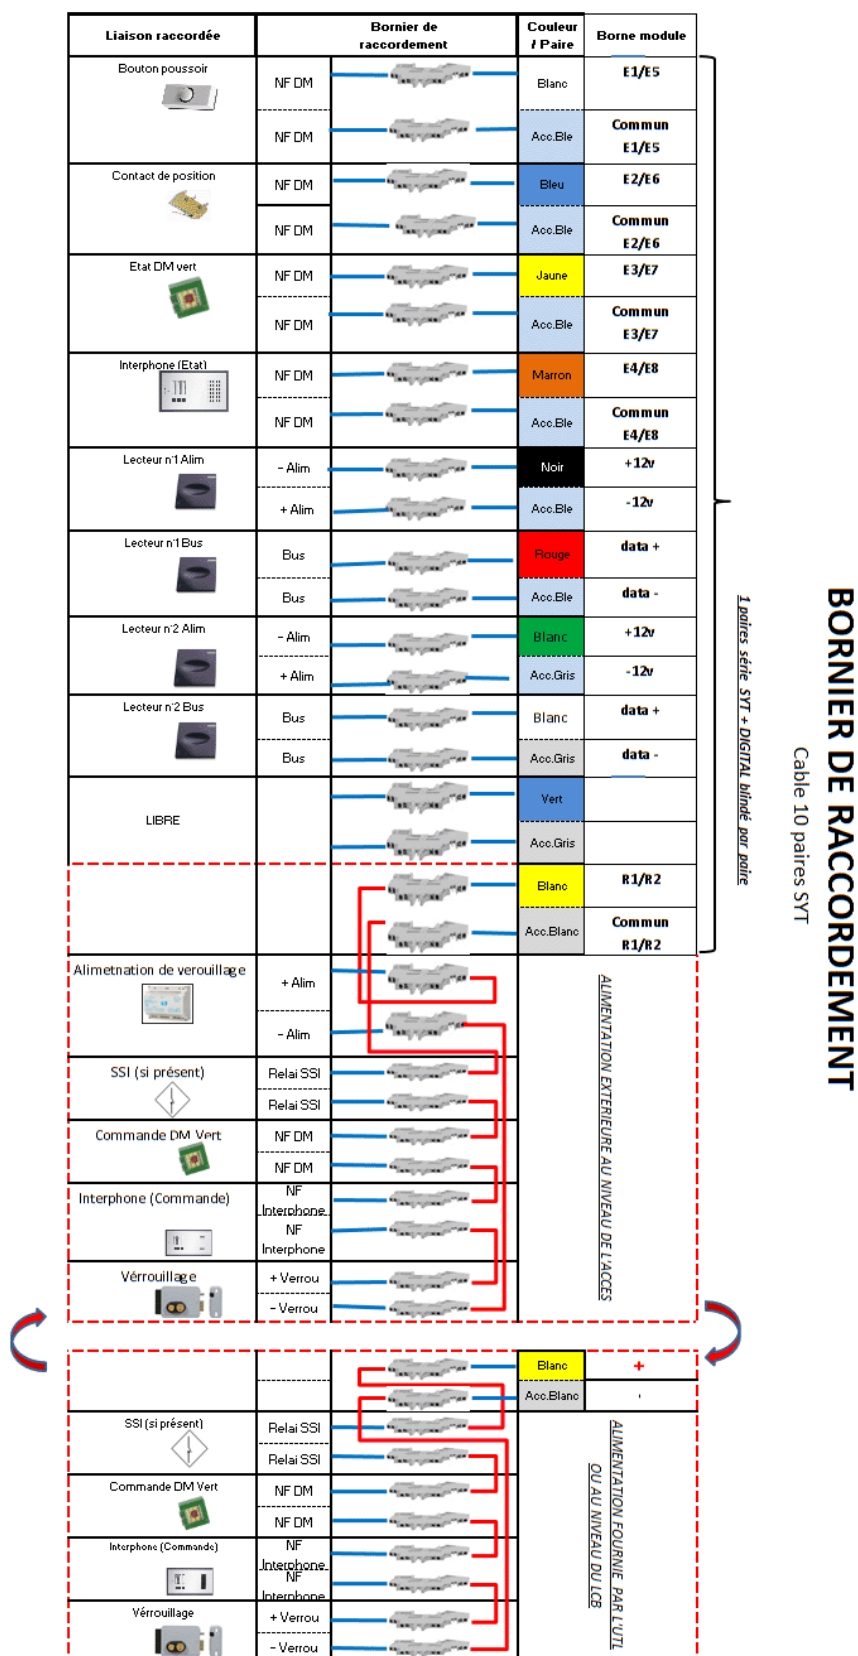 Liaison raccordée
Bornier de
raccordement
Couleur
/ Paire
Borne module
Bouton poussoir
NF DM
Blanc
E1/E5
NF DM
Acc.Ble
Commun
E1/E5
Contact de position
NF DM
Bleu
E2/E6
NF DM
Acc.Ble
Commun
E2/E6
Etat DM vert
NF DM
Jaune
E3/E7
NF DM
Acc.Ble
Commun
E3/E7
Interphone (Etat)
NF DM
Marron
E4/E8
NF DM
Acc.Ble
Commun
E4/E8
Lecteur n°1 Alim
- Alim
Noir
+12v
+ Alim
Acc.Ble
-12v
Lecteur n°1 Bus
Bus
Rouge
data +
Bus
Acc.Ble
data -
Lecteur n°2 Alim
- Alim
Blanc
+12v
+ Alim
Acc.Gris
-12v
Lecteur n°2 Bus
Bus
Blanc
data +
Bus
Acc.Gris
data -
LIBRE
Vert
Acc.Gris
Blanc
R1/R2
Acc.Blanc
Commun
R1/R2
Alimetnation de verouillage
+ Alim
- Alim
SSI (si présent)
Relai SSI
Relai SSI
Commande DM Vert
NF DM
NF DM
Interphone (Commande)
NF
Interphone
NF
Interphone
Vérrouillage
+ Verrou
- Verrou
ALIMENTATION EXTERIEURE AU NIVEAU DE L'ACCES
1 paires série SYT + DIGITAL blindé par paire
Cable 10 paires SYT
BORNIER DE RACCORDEMENT
Blanc
+
Acc.Blanc
-
SSI (si présent)
Relai SSI
Relai SSI
Commande DM Vert
NF DM
NF DM
Interphone (Commande)
NF
Interphone
NF
Interphone
Vérrouillage
+ Verrou
- Verrou
ALIMENTATION FOURNIE PAR L'UTL
OU AU NIVEAU DU LCB